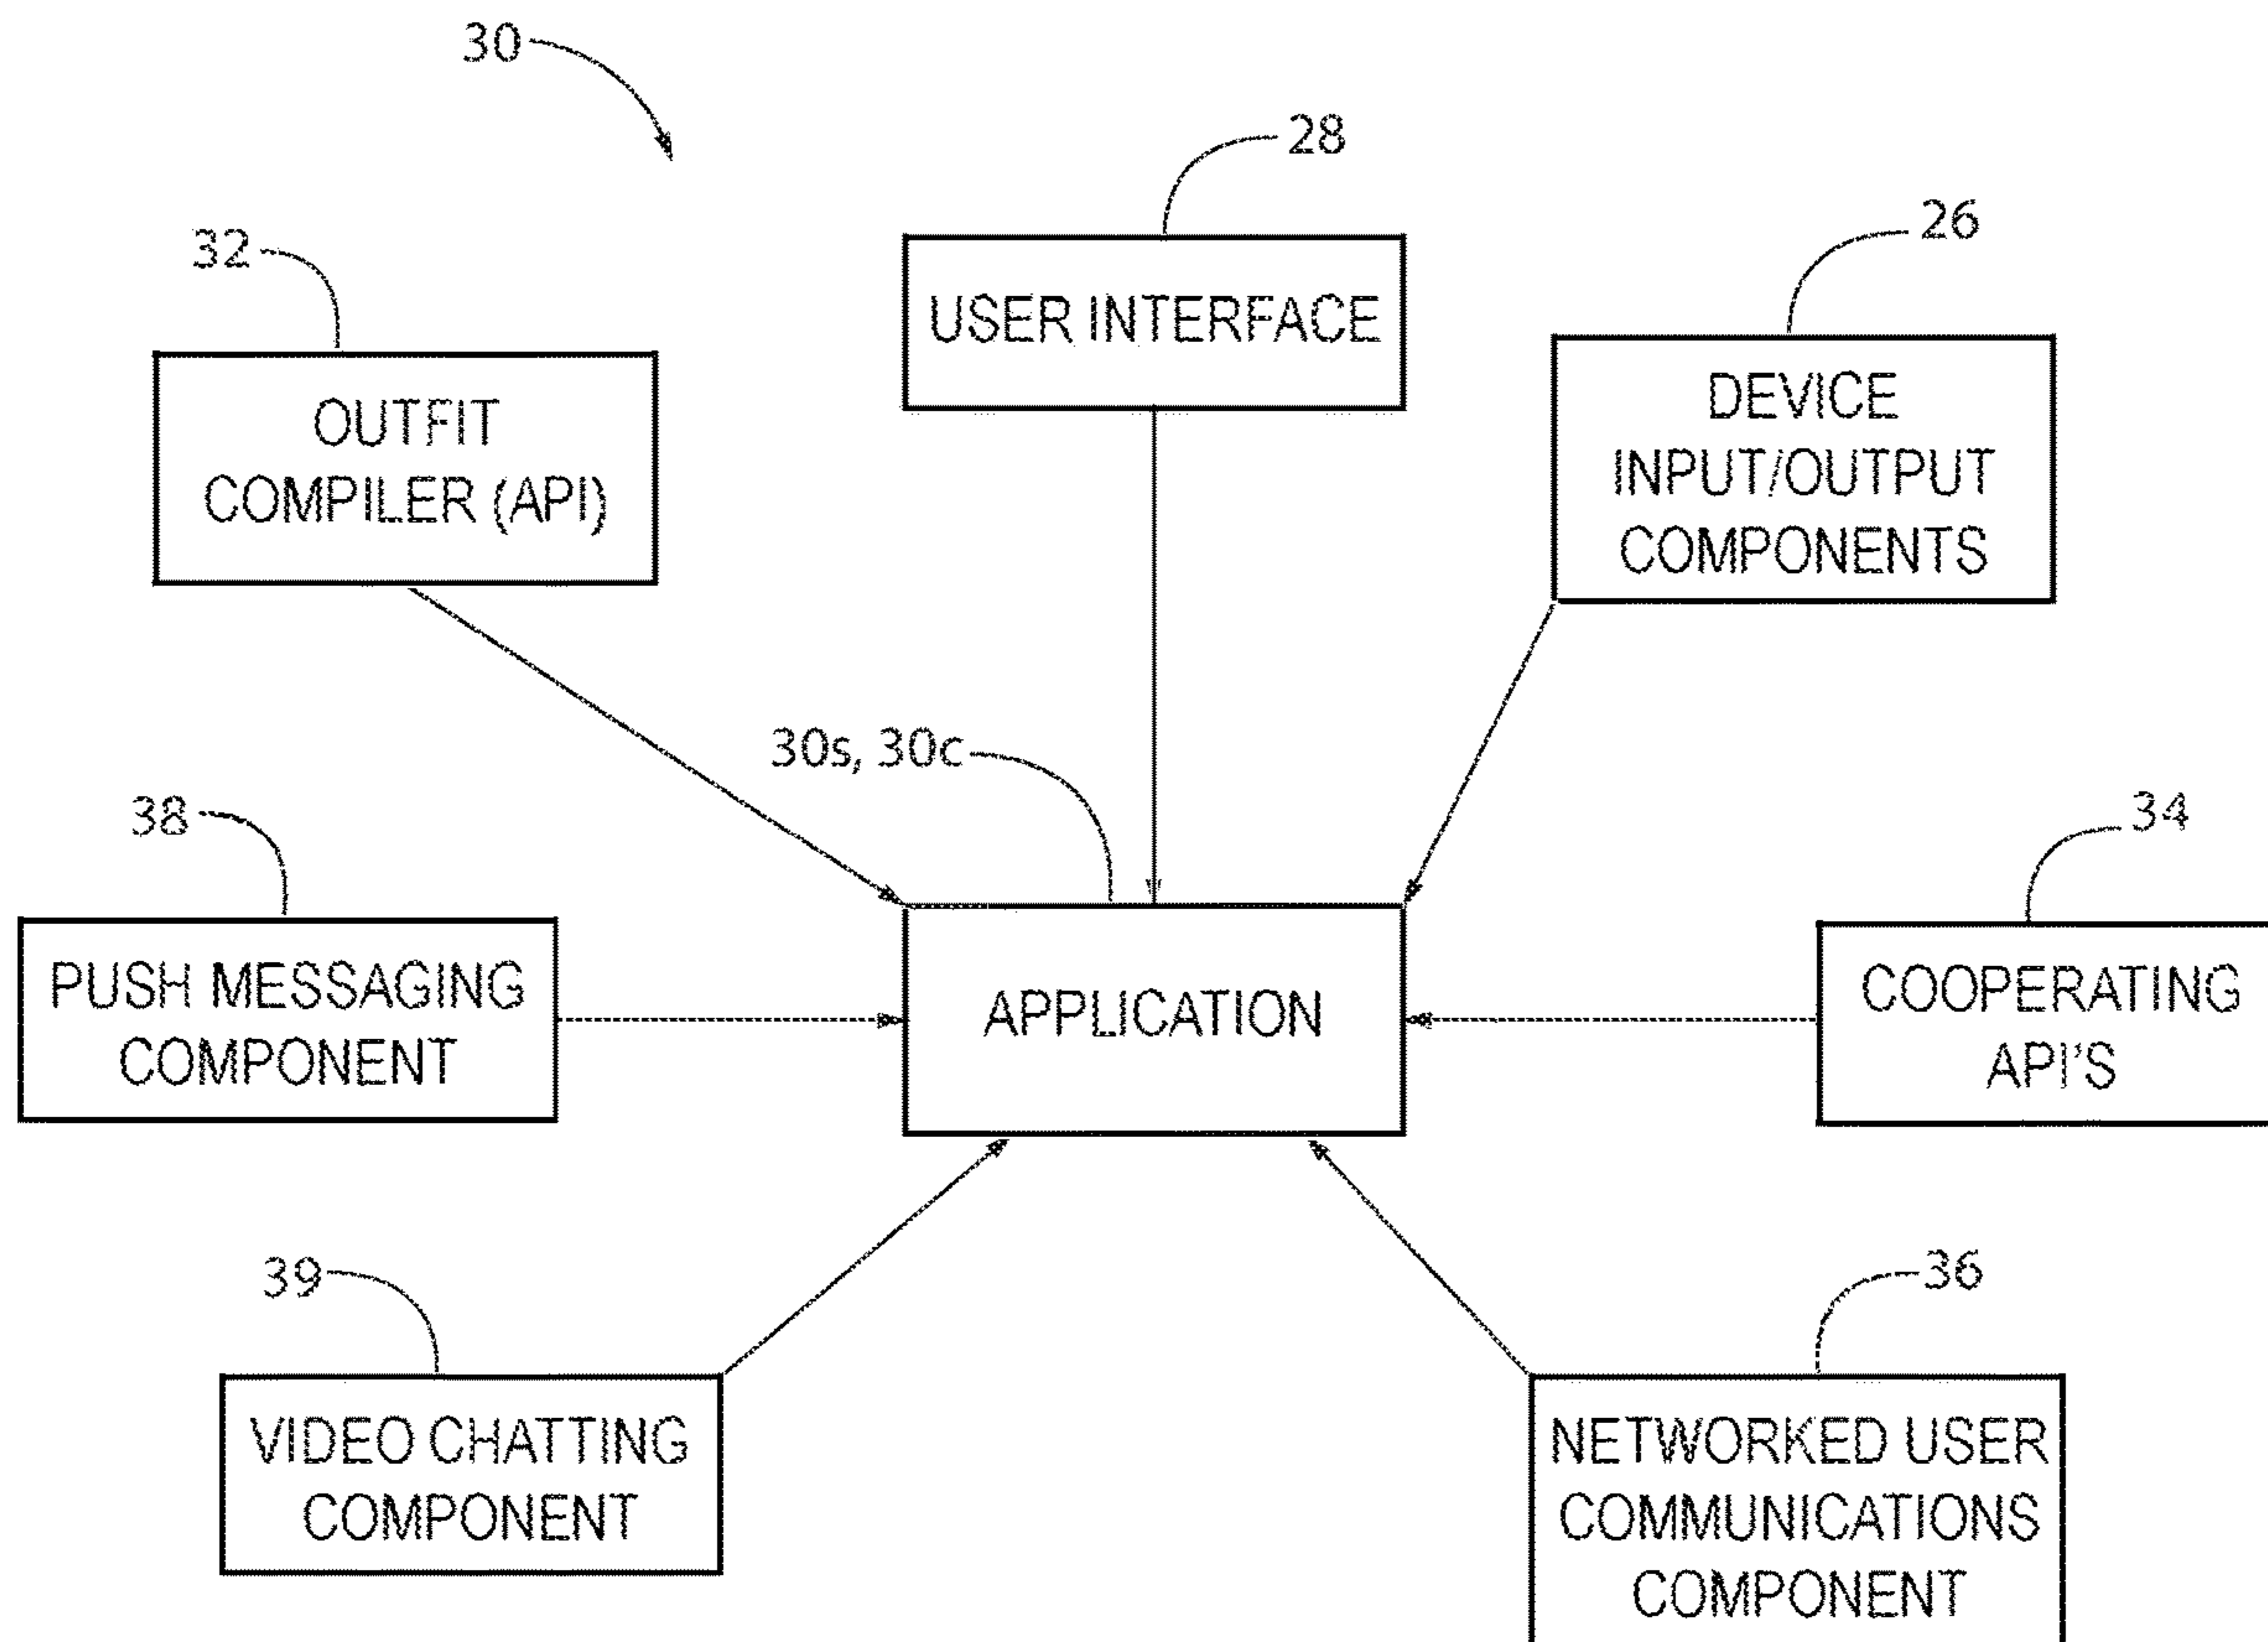 30
28
26
32
USER INTERFACE
OUTFIT
COMPILER (API)
DEVICE
INPUT/OUTPUT
COMPONENTS
30s, 30c
38
34
PUSH MESSAGING
COMPONENT
APPLICATION
COOPERATING
API'S
39
36
VIDEO CHATTING
COMPONENT
NETWORKED USER
COMMUNICATIONS
COMPONENT